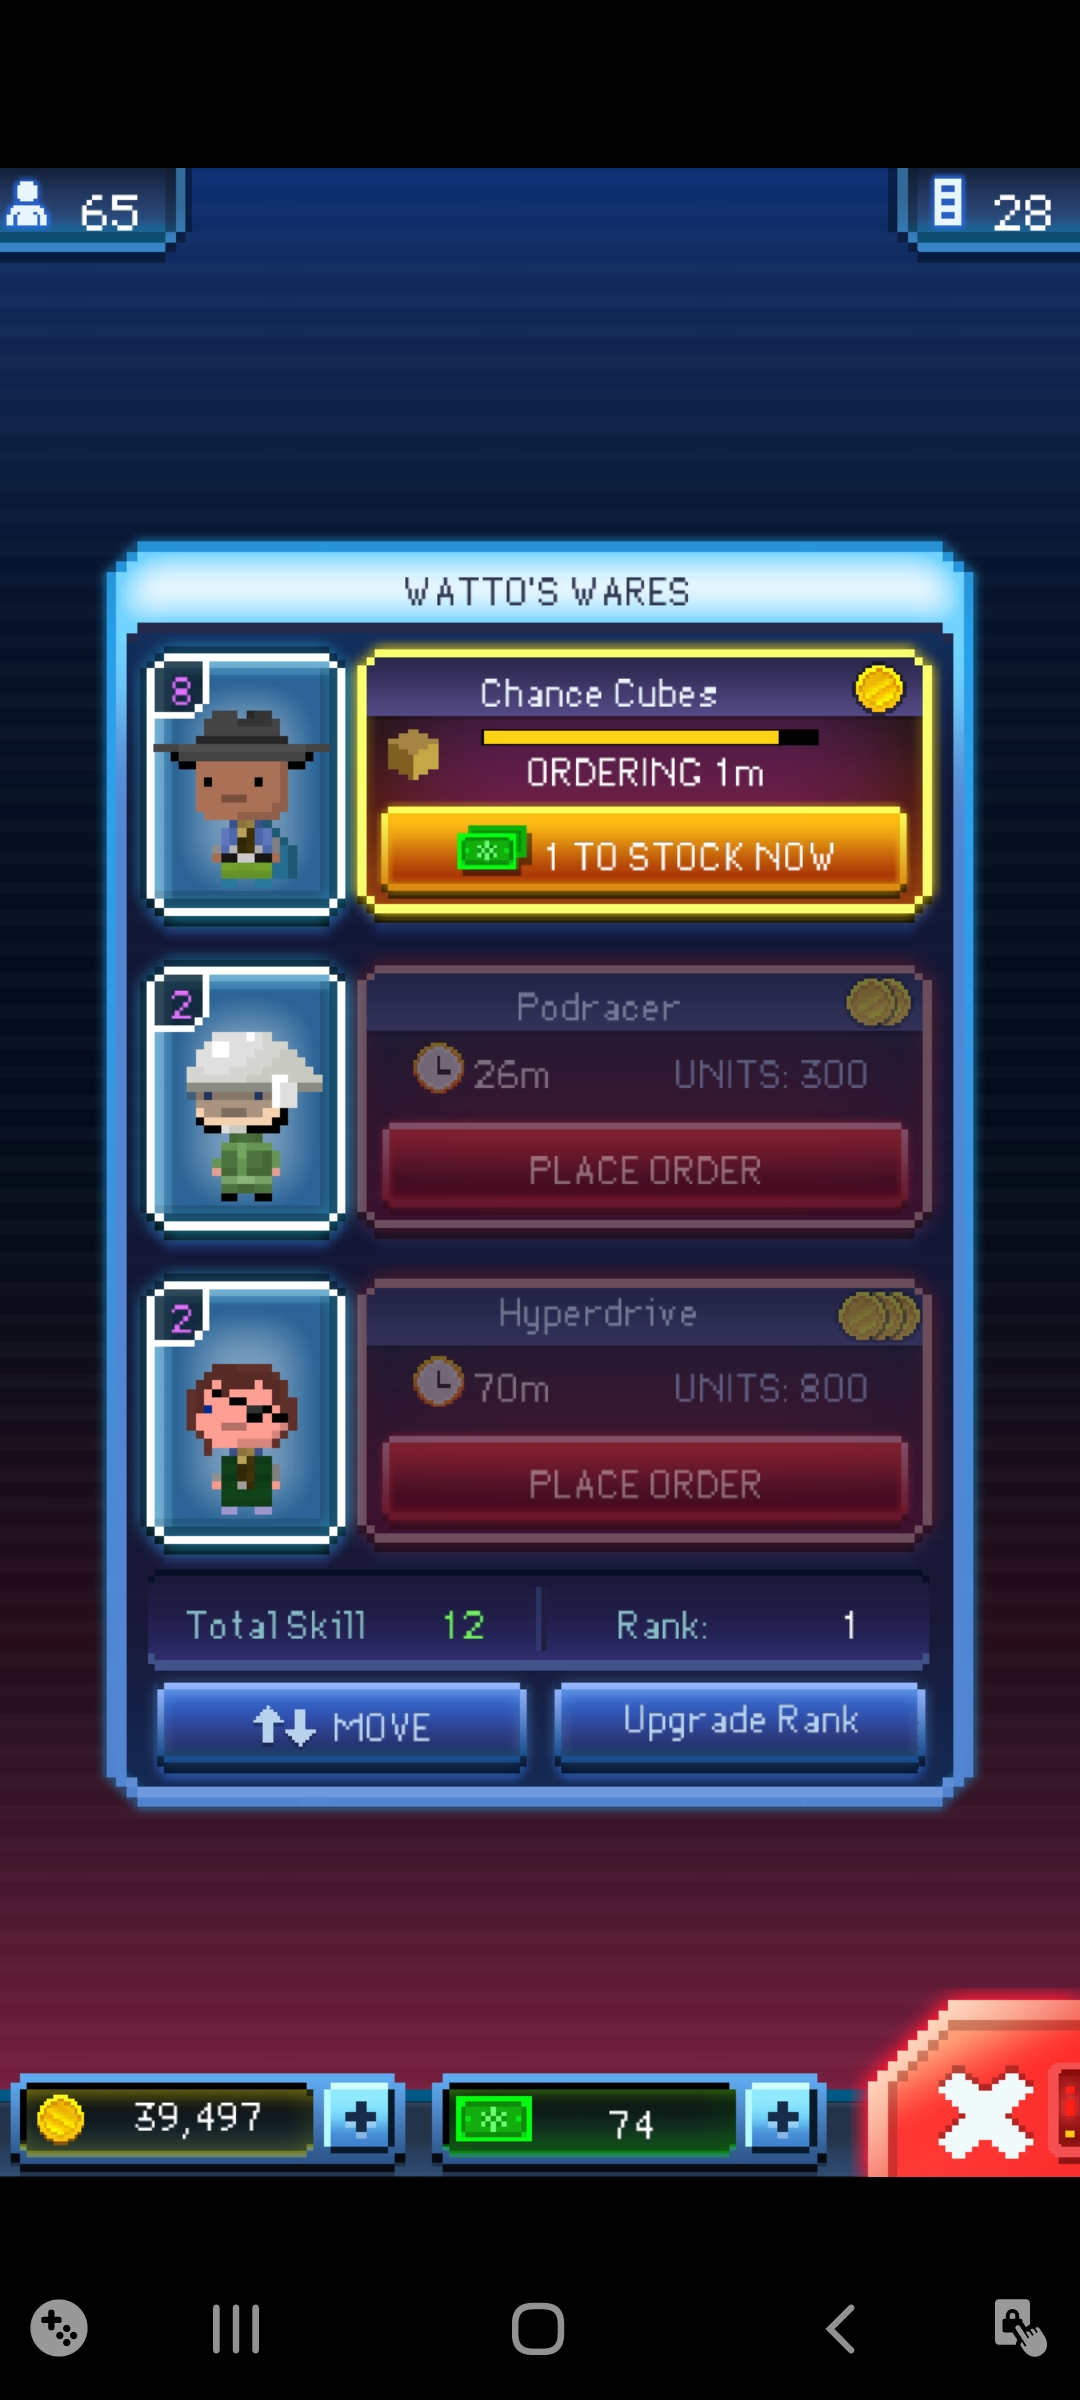 65
28
WATTO'S WARES
8
Chance Cubes
ORDERING 1m
1 TO STOCK NOW
2
Podracer
26m UNITS: 300
PLACE ORDER
2
Hyperdrive
70m UNITS: 800
PLACE ORDER
Total Skill 12 Rank: 1
MOVE Upgrade Rank
39,497 74